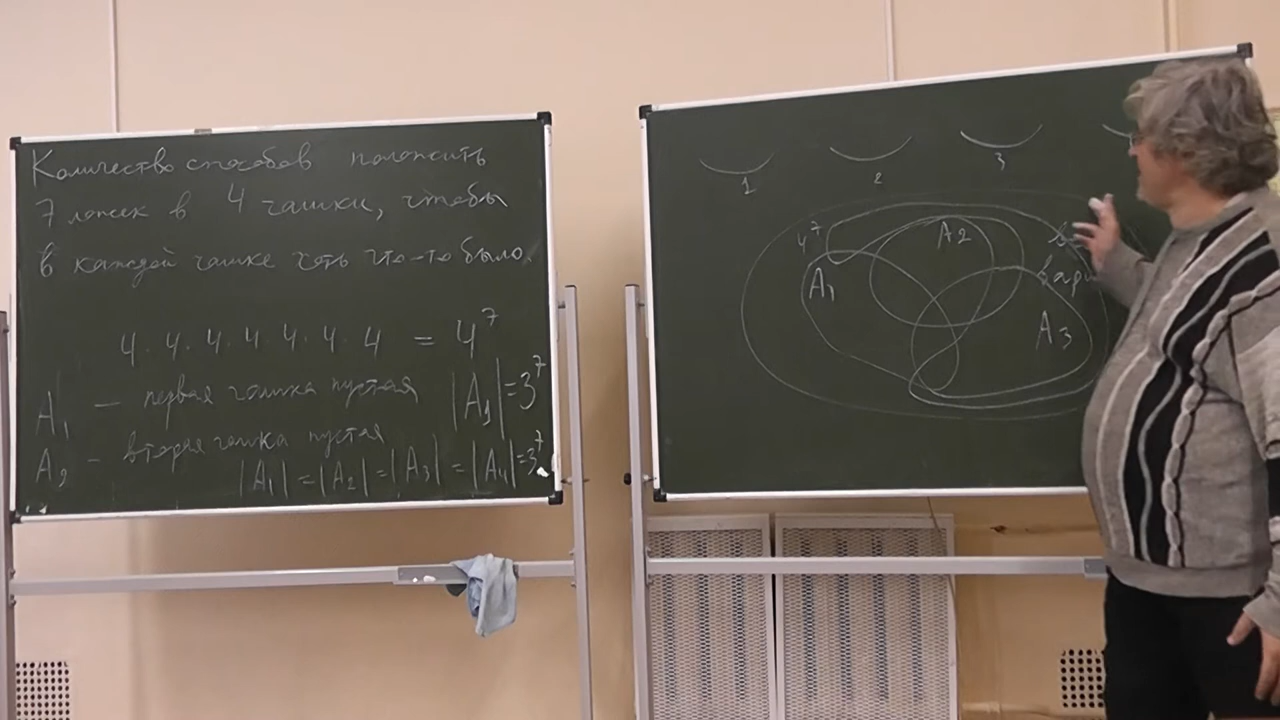 Количество способов положить
7 ложек в 4 чашки, чтобы
в каждой чашке хоть что-то было.
4·4·4·4·4·4·4 = 4⁷
A₁ — первая чашка пустая |A₁|=3⁷
A₂ — вторая чашка пустая
|A₁|=|A₂|=|A₃|=|A₄|=3⁷
1 2 3
4⁷
A₁
A₂
A₃